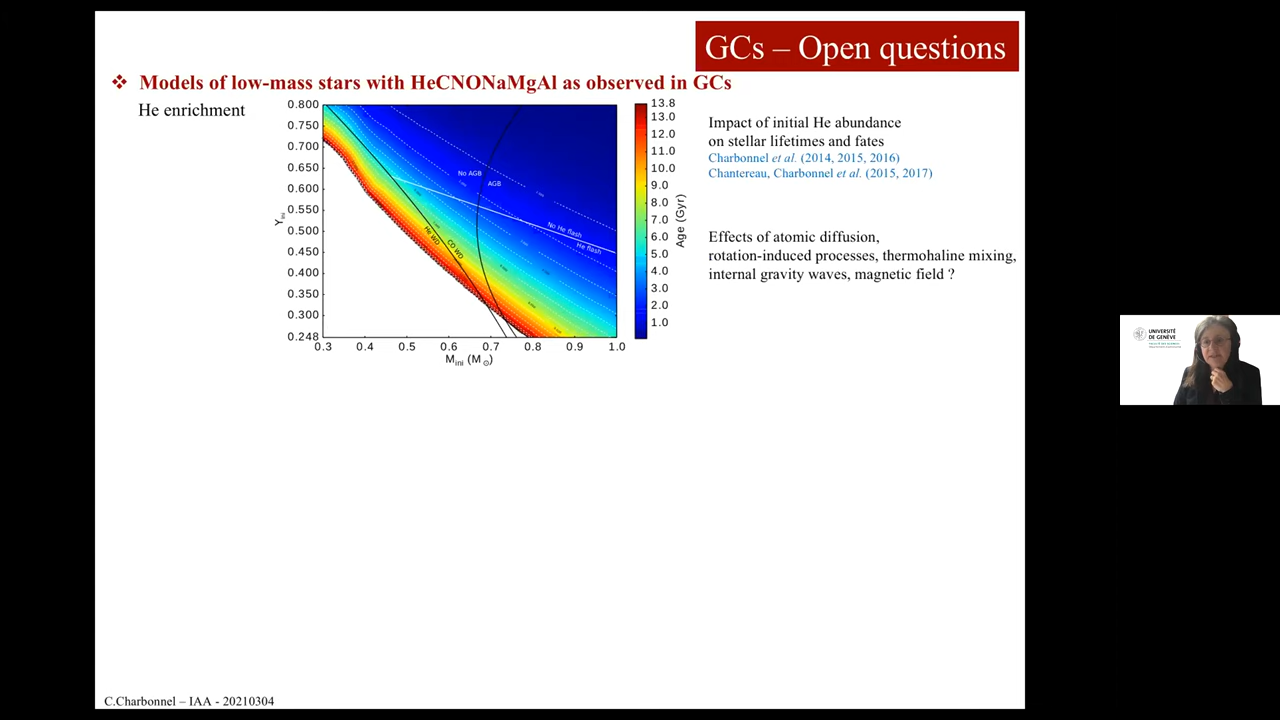 GCs – Open questions
❖ Models of low-mass stars with HeCNONaMgAl as observed in GCs
He enrichment
0.800
0.750
0.700
0.650
0.600
0.550
0.500
0.450
0.400
0.350
0.300
0.248
Y ini
0.3 0.4 0.5 0.6 0.7 0.8 0.9 1.0
M ini (M ⊙)
No AGB
AGB
No He flash
He flash
He WD
CO WD
13.8
13.0
12.0
11.0
10.0
9.0
8.0
7.0
6.0
5.0
4.0
3.0
2.0
1.0
Age (Gyr)
Impact of initial He abundance
on stellar lifetimes and fates
Charbonnel et al. (2014, 2015, 2016)
Chantereau, Charbonnel et al. (2015, 2017)
Effects of atomic diffusion,
rotation-induced processes, thermohaline mixing,
internal gravity waves, magnetic field ?
UNIVERSITÉ
DE GENÈVE
C.Charbonnel – IAA - 20210304